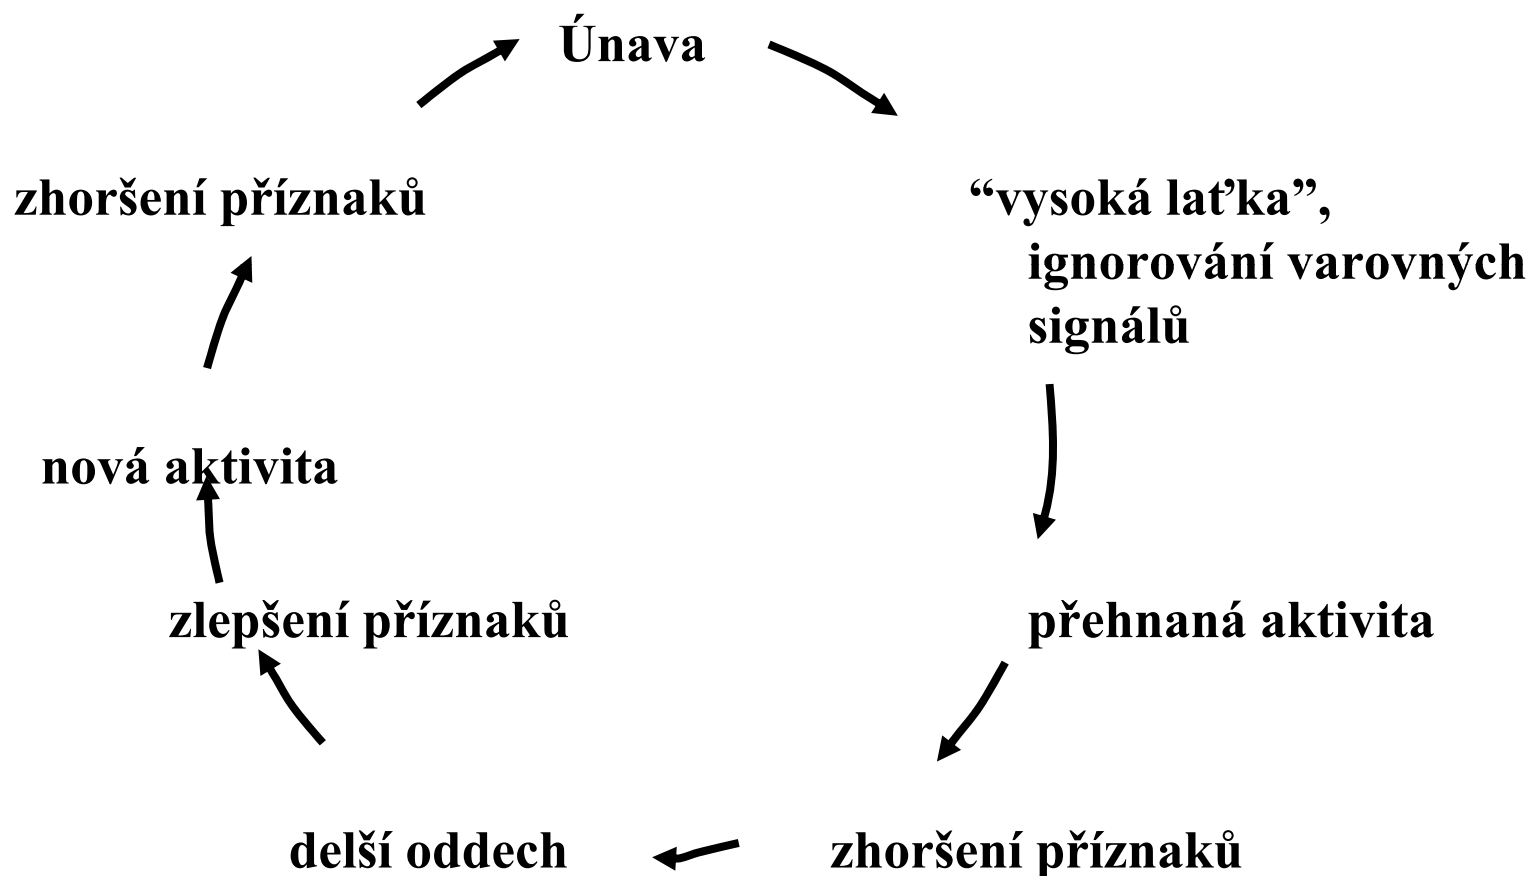 Únava
zhoršení příznaků
“vysoká laťka”,
ignorování varovných
signálů
nová aktivita
zlepšení příznaků
přehnaná aktivita
delší oddech
zhoršení příznaků